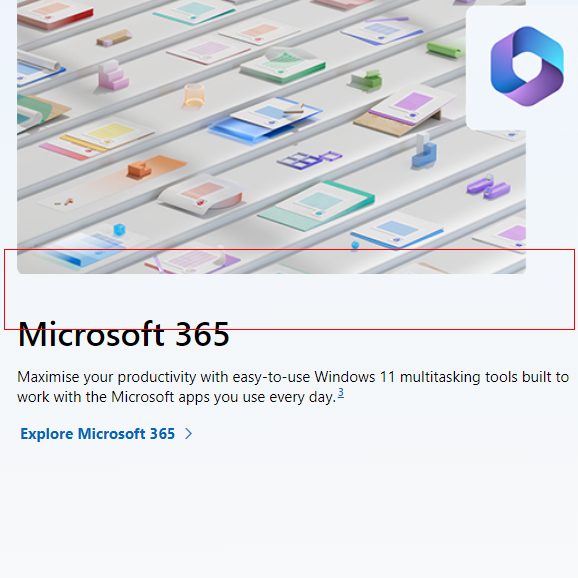 Microsoft 365
Maximise your productivity with easy-to-use Windows 11 multitasking tools built to
work with the Microsoft apps you use every day.3
Explore Microsoft 365